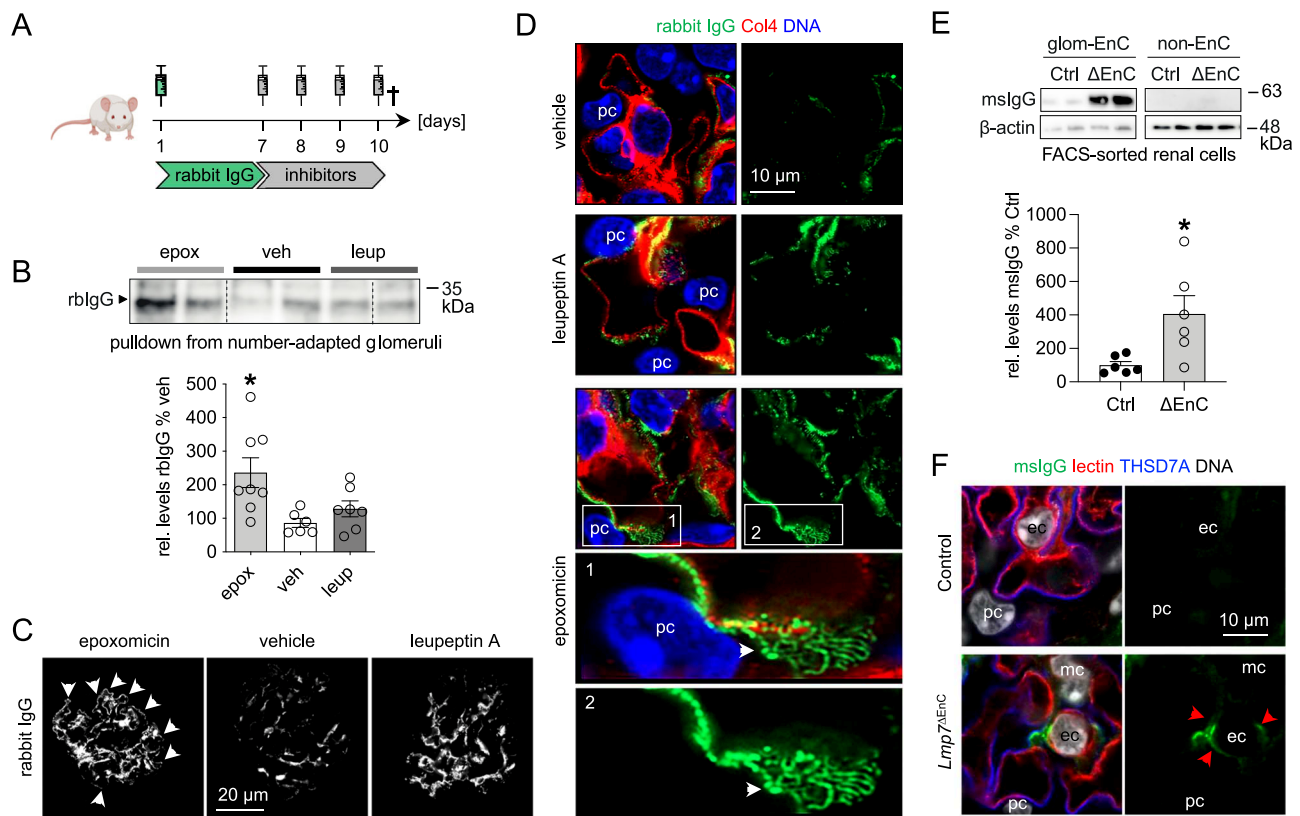 A
[days]
1 7 8 9 10
rabbit IgG inhibitors
B
epox veh leup
rbIgG
35
kDa
pulldown from number-adapted glomeruli
rel. levels rbIgG % veh
500
400
300
200
100
0
*
epox veh leup
C
epoxomicin vehicle leupeptin A
rabbit IgG
20 µm
D
rabbit IgG Col4 DNA
vehicle
pc
10 µm
leupeptin A
pc
pc
pc
epoxomicin
pc 1
2
1
pc
2
E
glom-EnC non-EnC
Ctrl ΔEnC Ctrl ΔEnC
msIgG
63
β-actin
48
kDa
FACS-sorted renal cells
rel. levels msIgG % Ctrl
1000
800
600
400
200
0
*
Ctrl ΔEnC
F
msIgG lectin THSD7A DNA
Control
ec
pc
ec
pc
10 µm
Lmp7ΔEnC
mc
ec
pc
mc
ec
pc